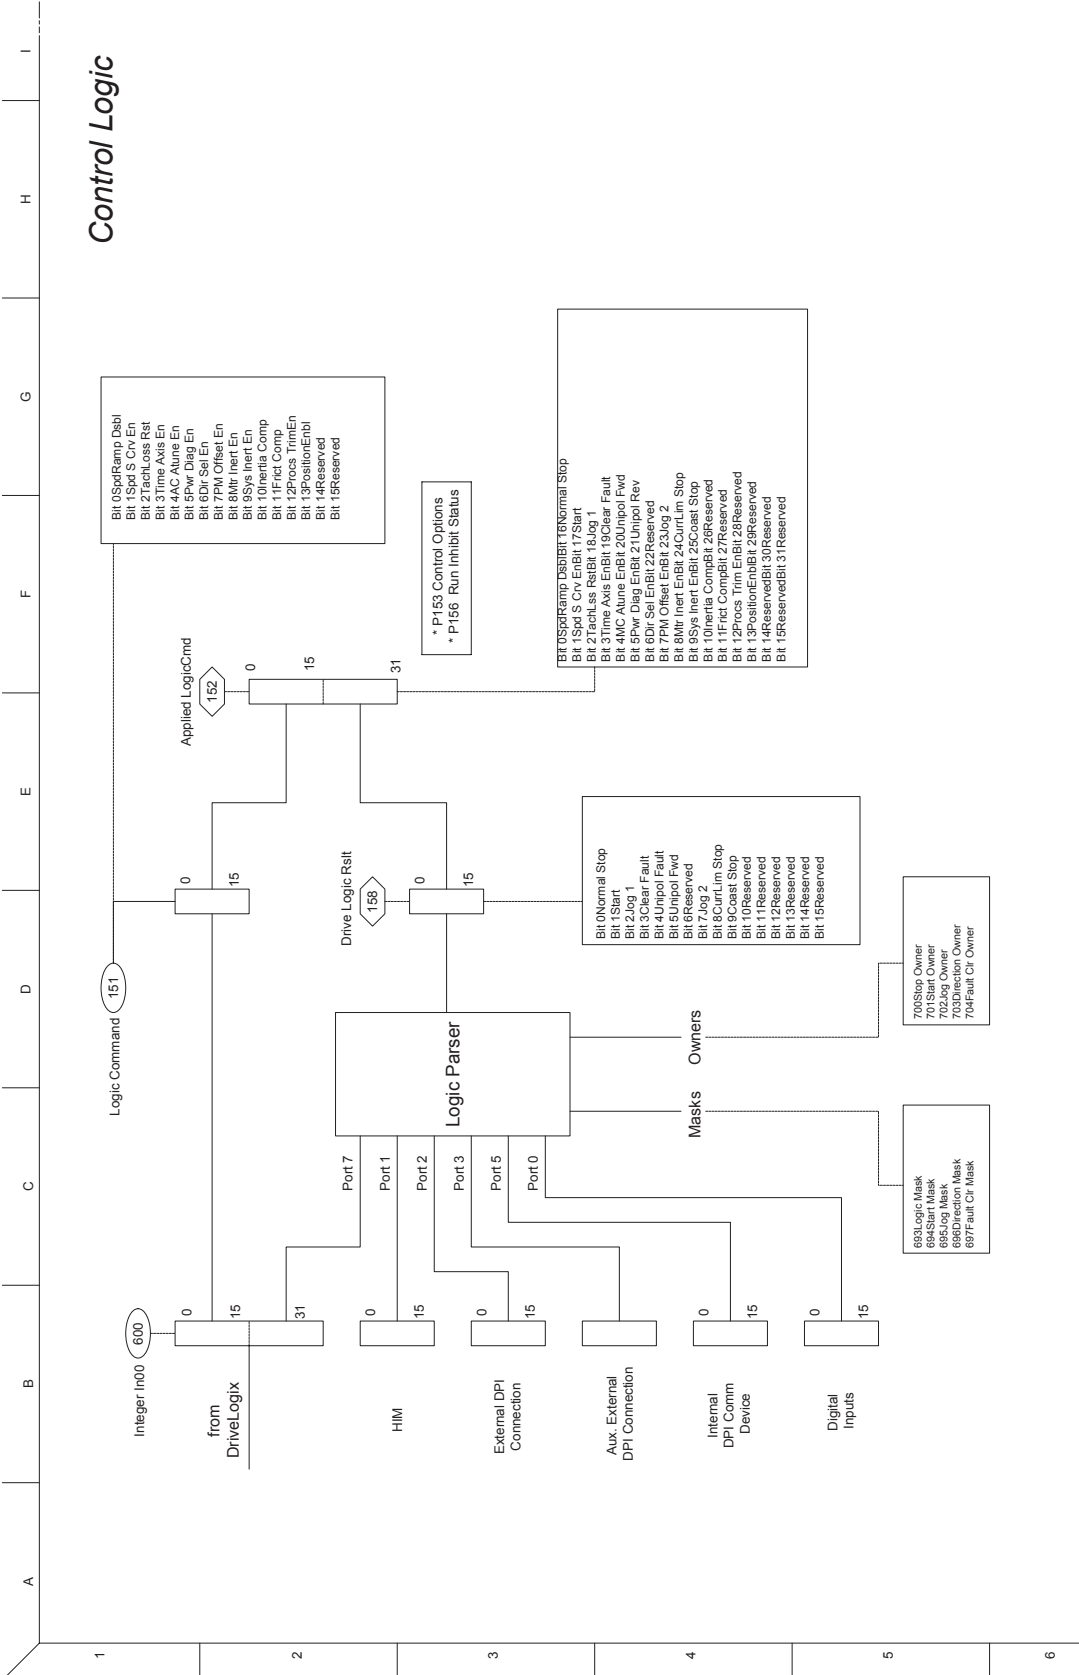 A
B
C
D
E
F
G
H
I
1
2
3
4
5
6
Control Logic
Logic Command
151
Bit 0SpdRamp Dsbl
Bit 1Spd S Crv En
Bit 2TachLoss Rst
Bit 3Time Axis En
Bit 4AC Atune En
Bit 5Pwr Diag En
Bit 6Dir Sel En
Bit 7PM Offset En
Bit 8Mtr Inert En
Bit 9Sys Inert En
Bit 10Inertia Comp
Bit 11Frict Comp
Bit 12Procs TrimEn
Bit 13PositionEnbl
Bit 14Reserved
Bit 15Reserved
Integer In00
600
from
DriveLogix
0
15
31
0
15
Applied LogicCmd
152
0
15
31
* P153 Control Options
* P156 Run Inhibit Status
HIM
0
15
External DPI
Connection
0
15
Aux. External
DPI Connection
Internal
DPI Comm
Device
0
15
Digital
Inputs
0
15
Port 7
Port 1
Port 2
Port 3
Port 5
Port 0
Logic Parser
Drive Logic Rslt
158
0
15
Bit 0Normal Stop
Bit 1Start
Bit 2Jog 1
Bit 3Clear Fault
Bit 4Unipol Fault
Bit 5Unipol Fwd
Bit 6Reserved
Bit 7Jog 2
Bit 8CurrLim Stop
Bit 9Coast Stop
Bit 10Reserved
Bit 11Reserved
Bit 12Reserved
Bit 13Reserved
Bit 14Reserved
Bit 15Reserved
Bit 0SpdRamp DsblBit 16Normal Stop
Bit 1Spd S Crv EnBit 17Start
Bit 2TachLss RstBit 18Jog 1
Bit 3Time Axis EnBit 19Clear Fault
Bit 4MC Atune EnBit 20Unipol Fwd
Bit 5Pwr Diag EnBit 21Unipol Rev
Bit 6Dir Sel EnBit 22Reserved
Bit 7PM Offset EnBit 23Jog 2
Bit 8Mtr Inert EnBit 24CurrLim Stop
Bit 9Sys Inert EnBit 25Coast Stop
Bit 10Inertia CompBit 26Reserved
Bit 11Frict CompBit 27Reserved
Bit 12Procs Trim EnBit 28Reserved
Bit 13PositionEnblBit 29Reserved
Bit 14ReservedBit 30Reserved
Bit 15ReservedBit 31Reserved
Masks
Owners
693Logic Mask
694Start Mask
695Jog Mask
696Direction Mask
697Fault Clr Mask
700Stop Owner
701Start Owner
702Jog Owner
703Direction Owner
704Fault Clr Owner